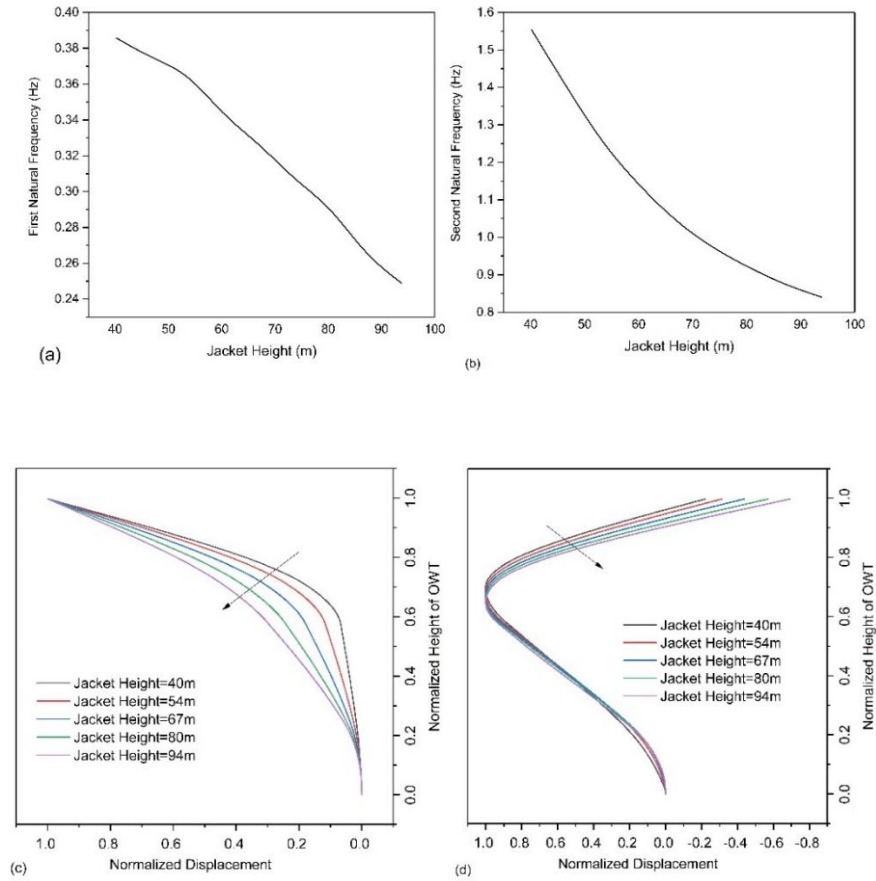 0.40
0.38
0.36
0.34
0.32
0.30
0.28
0.26
0.24
First Natural Frequency (Hz)
40 50 60 70 80 90 100
Jacket Height (m)
(a)
1.6
1.5
1.4
1.3
1.2
1.1
1.0
0.9
0.8
Second Natural Frequency (Hz)
40 50 60 70 80 90 100
Jacket Height (m)
(b)
1.0
0.8
0.6
0.4
0.2
0.0
Normalized Height of OWT
Jacket Height=40m
Jacket Height=54m
Jacket Height=67m
Jacket Height=80m
Jacket Height=94m
1.0 0.8 0.6 0.4 0.2 0.0
Normalized Displacement
(c)
1.0
0.8
0.6
0.4
0.2
0.0
Normalized Height of OWT
Jacket Height=40m
Jacket Height=54m
Jacket Height=67m
Jacket Height=80m
Jacket Height=94m
1.0 0.8 0.6 0.4 0.2 0.0 -0.2 -0.4 -0.6 -0.8
Normalized Displacement
(d)